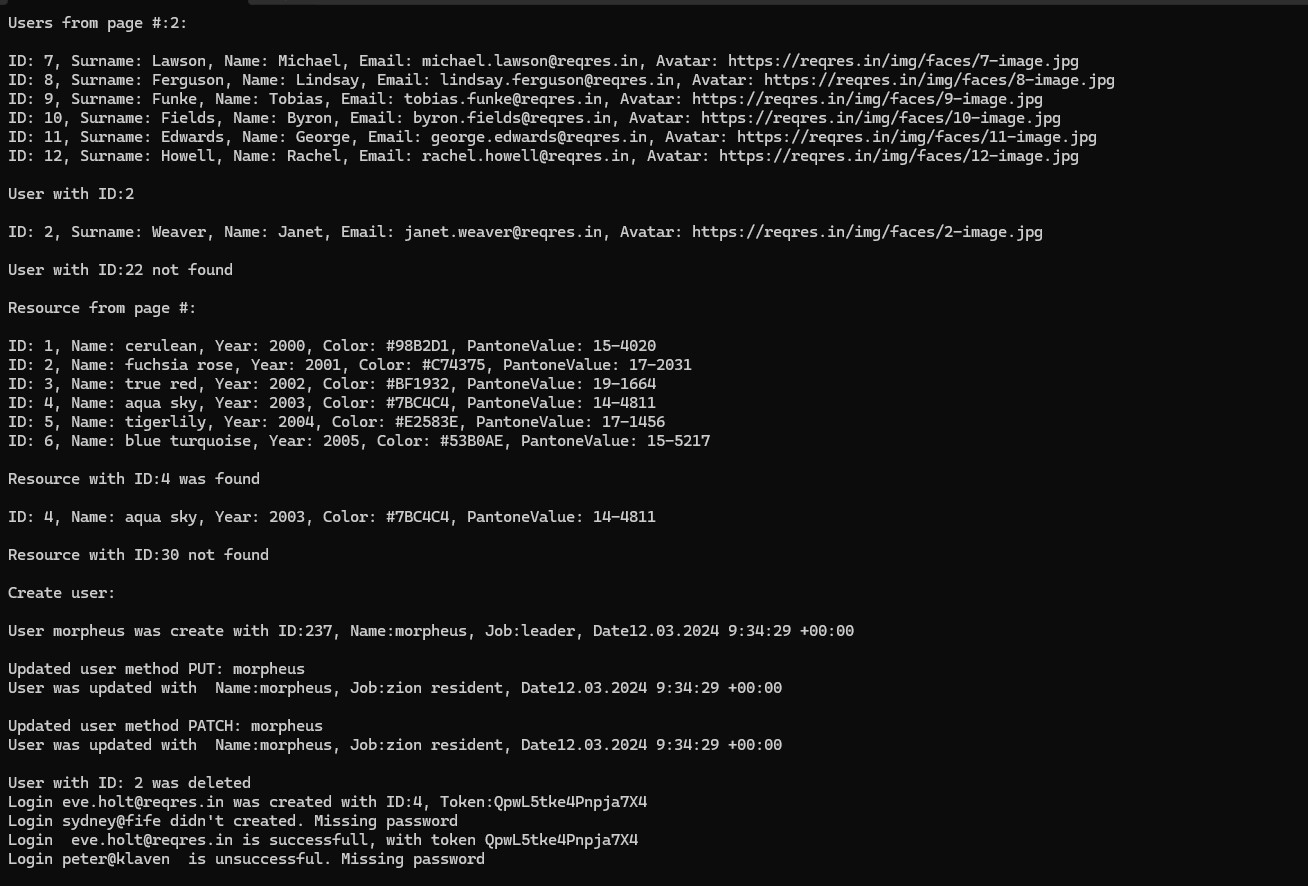 Users from page #:2:
ID: 7, Surname: Lawson, Name: Michael, Email: michael.lawson@reqres.in, Avatar: https://reqres.in/img/faces/7-image.jpg
ID: 8, Surname: Ferguson, Name: Lindsay, Email: lindsay.ferguson@reqres.in, Avatar: https://reqres.in/img/faces/8-image.jpg
ID: 9, Surname: Funke, Name: Tobias, Email: tobias.funke@reqres.in, Avatar: https://reqres.in/img/faces/9-image.jpg
ID: 10, Surname: Fields, Name: Byron, Email: byron.fields@reqres.in, Avatar: https://reqres.in/img/faces/10-image.jpg
ID: 11, Surname: Edwards, Name: George, Email: george.edwards@reqres.in, Avatar: https://reqres.in/img/faces/11-image.jpg
ID: 12, Surname: Howell, Name: Rachel, Email: rachel.howell@reqres.in, Avatar: https://reqres.in/img/faces/12-image.jpg
User with ID:2
ID: 2, Surname: Weaver, Name: Janet, Email: janet.weaver@reqres.in, Avatar: https://reqres.in/img/faces/2-image.jpg
User with ID:22 not found
Resource from page #:
ID: 1, Name: cerulean, Year: 2000, Color: #98B2D1, PantoneValue: 15-4020
ID: 2, Name: fuchsia rose, Year: 2001, Color: #C74375, PantoneValue: 17-2031
ID: 3, Name: true red, Year: 2002, Color: #BF1932, PantoneValue: 19-1664
ID: 4, Name: aqua sky, Year: 2003, Color: #7BC4C4, PantoneValue: 14-4811
ID: 5, Name: tigerlily, Year: 2004, Color: #E2583E, PantoneValue: 17-1456
ID: 6, Name: blue turquoise, Year: 2005, Color: #53B0AE, PantoneValue: 15-5217
Resource with ID:4 was found
ID: 4, Name: aqua sky, Year: 2003, Color: #7BC4C4, PantoneValue: 14-4811
Resource with ID:30 not found
Create user:
User morpheus was create with ID:237, Name:morpheus, Job:leader, Date12.03.2024 9:34:29 +00:00
Updated user method PUT: morpheus
User was updated with  Name:morpheus, Job:zion resident, Date12.03.2024 9:34:29 +00:00
Updated user method PATCH: morpheus
User was updated with  Name:morpheus, Job:zion resident, Date12.03.2024 9:34:29 +00:00
User with ID: 2 was deleted
Login eve.holt@reqres.in was created with ID:4, Token:QpwL5tke4Pnpja7X4
Login sydney@fife didn't created. Missing password
Login  eve.holt@reqres.in is successfull, with token QpwL5tke4Pnpja7X4
Login peter@klaven  is unsuccessful. Missing password